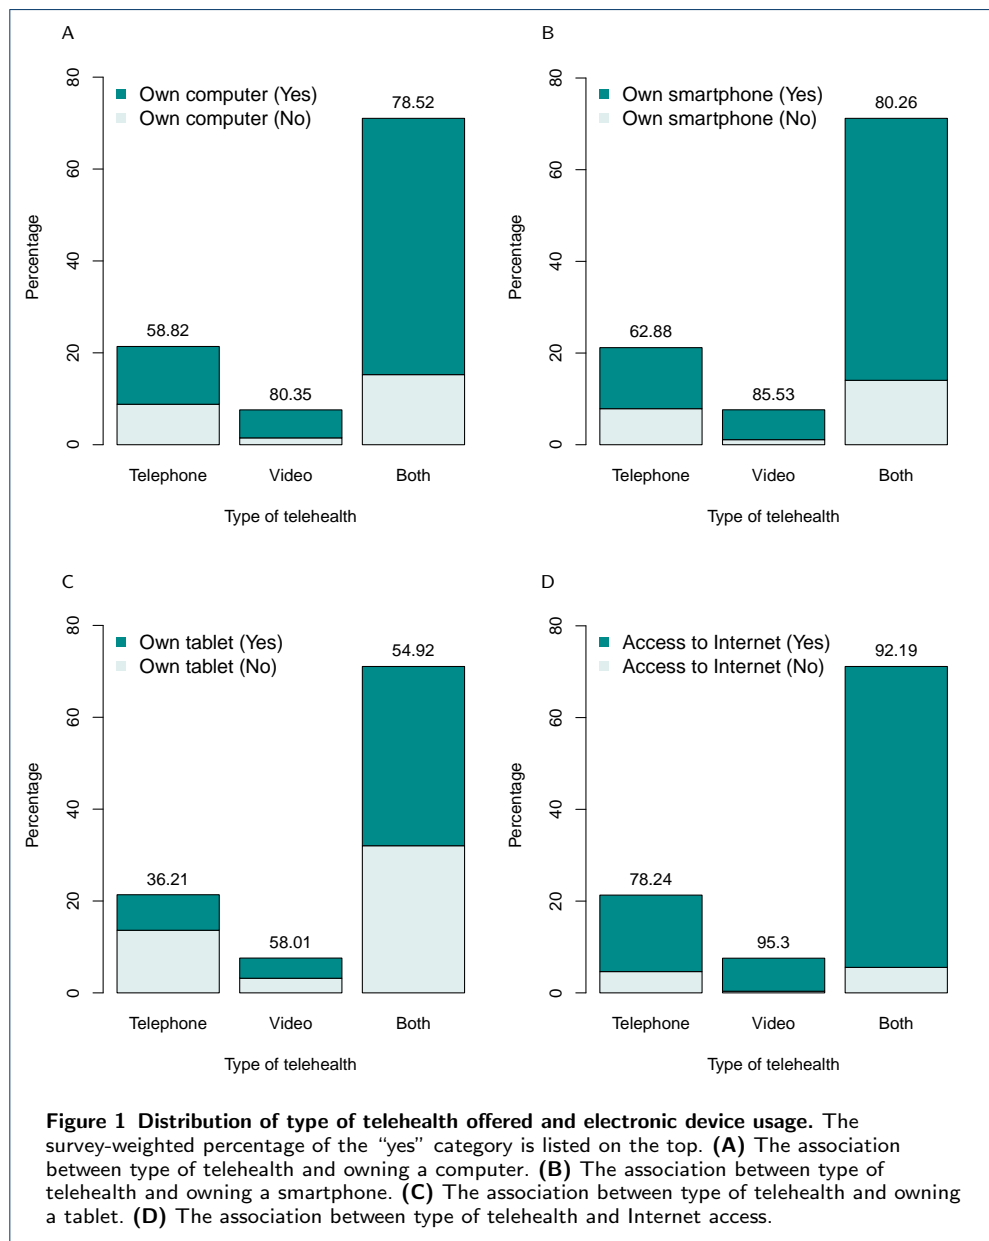 A
80
60
40
20
0
Percentage
Own computer (Yes)
Own computer (No)
58.82
80.35
78.52
Telephone
Video
Both
Type of telehealth
B
80
60
40
20
0
Percentage
Own smartphone (Yes)
Own smartphone (No)
62.88
85.53
80.26
Telephone
Video
Both
Type of telehealth
C
80
60
40
20
0
Percentage
Own tablet (Yes)
Own tablet (No)
36.21
58.01
54.92
Telephone
Video
Both
Type of telehealth
D
80
60
40
20
0
Percentage
Access to Internet (Yes)
Access to Internet (No)
78.24
95.3
92.19
Telephone
Video
Both
Type of telehealth
Figure 1 Distribution of type of telehealth offered and electronic device usage. The
survey-weighted percentage of the “yes” category is listed on the top. (A) The association
between type of telehealth and owning a computer. (B) The association between type of
telehealth and owning a smartphone. (C) The association between type of telehealth and owning
a tablet. (D) The association between type of telehealth and Internet access.